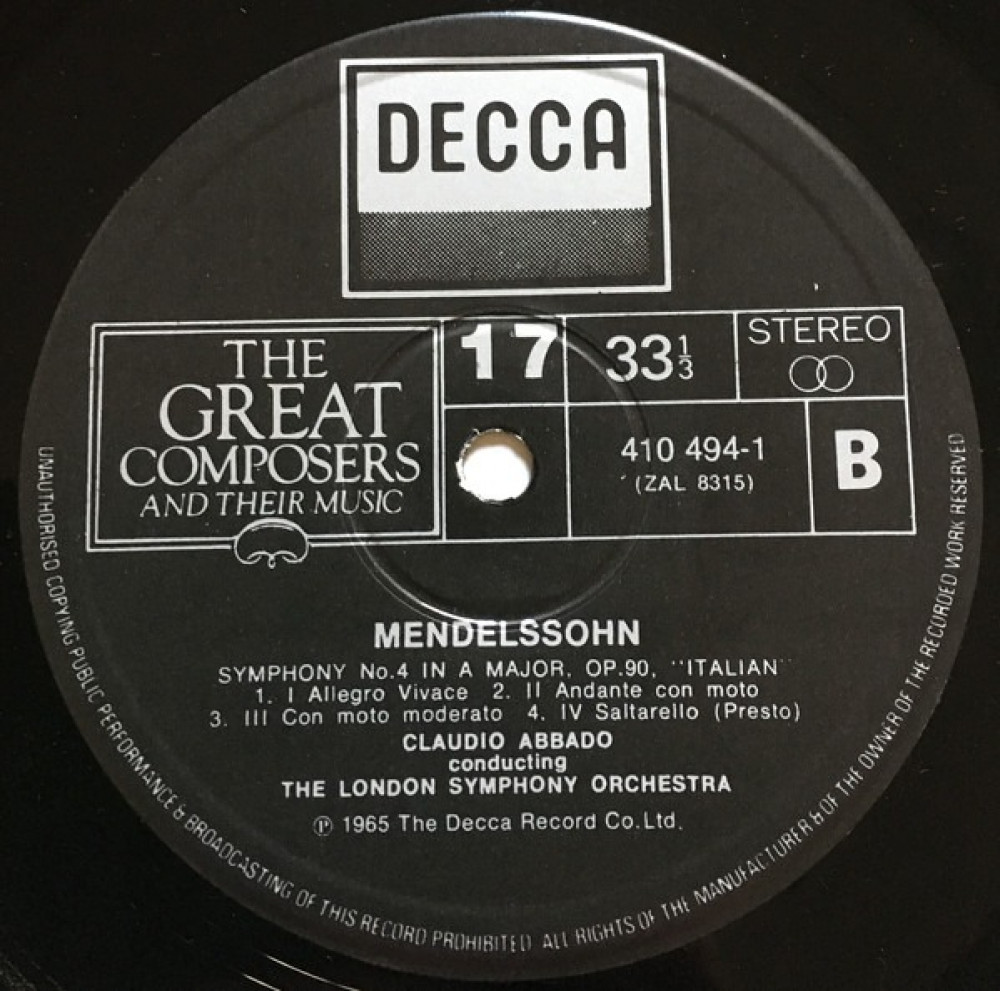 DECCA
THE
GREAT
COMPOSERS
AND THEIR MUSIC
17
33⅓
STEREO
410 494-1
(ZAL 8315)
B
MENDELSSOHN
SYMPHONY No.4 IN A MAJOR, OP.90, "ITALIAN"
1. I Allegro Vivace 2. II Andante con moto
3. III Con moto moderato 4. IV Saltarello (Presto)
CLAUDIO ABBADO
conducting
THE LONDON SYMPHONY ORCHESTRA
℗ 1965 The Decca Record Co. Ltd.
UNAUTHORISED COPYING PUBLIC PERFORMANCE & BROADCASTING OF THIS RECORD PROHIBITED ALL RIGHTS OF THE MANUFACTURER & OF THE OWNER OF THE RECORDED WORK RESERVED